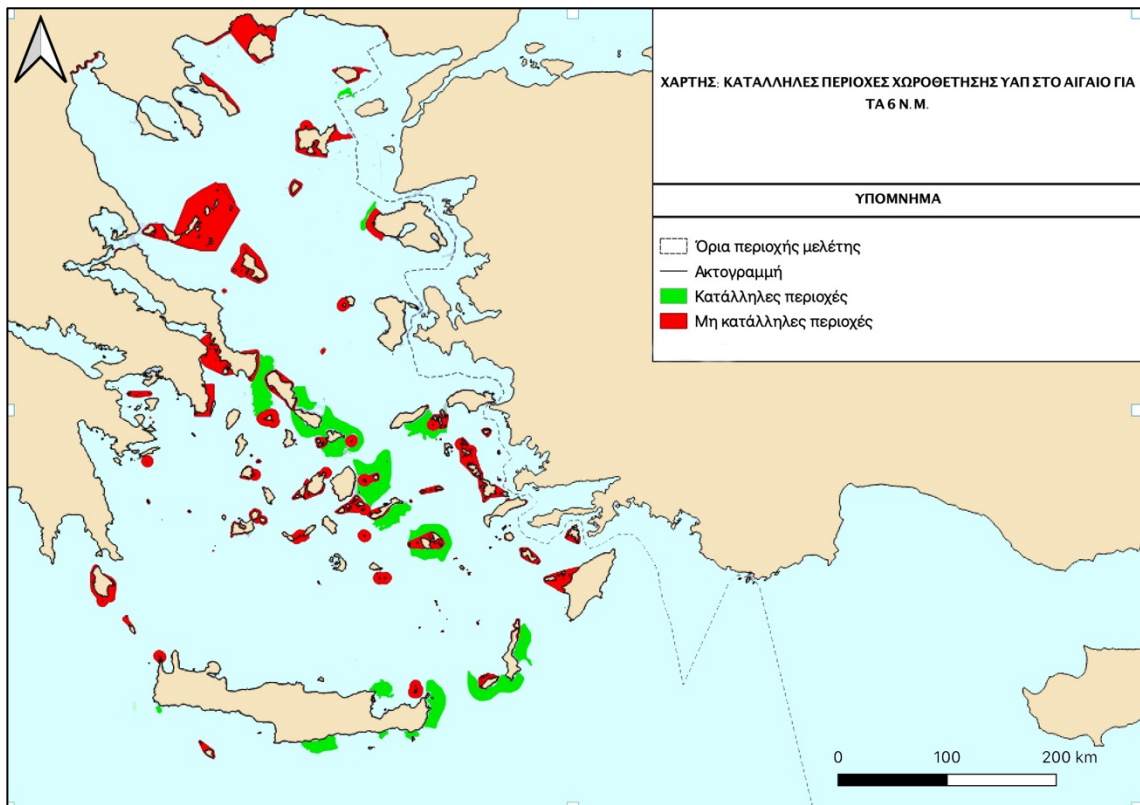 ΧΑΡΤΗΣ: ΚΑΤΑΛΛΗΛΕΣ ΠΕΡΙΟΧΕΣ ΧΩΡΟΘΕΤΗΣΗΣ ΥΑΠ ΣΤΟ ΑΙΓΑΙΟ ΓΙΑ
ΤΑ 6 Ν.Μ.
ΥΠΟΜΝΗΜΑ
Όρια περιοχής μελέτης
Ακτογραμμή
Κατάλληλες περιοχές
Μη κατάλληλες περιοχές
0 100 200 km